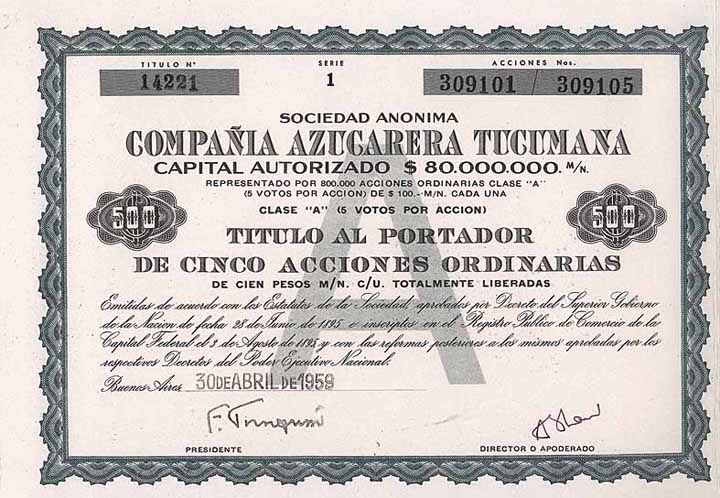 TITULO Nº SERIE ACCIONES Nos.
14221 1 309101 / 309105
SOCIEDAD ANONIMA
COMPAÑIA AZUCARERA TUCUMANA
CAPITAL AUTORIZADO $ 80.000.000. M/N.
REPRESENTADO POR 800.000 ACCIONES ORDINARIAS CLASE "A"
(5 VOTOS POR ACCION) DE $ 100.- M/N. CADA UNA
CLASE "A" (5 VOTOS POR ACCION)
500 500
A
TITULO AL PORTADOR
DE CINCO ACCIONES ORDINARIAS
DE CIEN PESOS M/N. C/U. TOTALMENTE LIBERADAS
Emitidas de acuerdo con los Estatutos de la Sociedad, aprobados por Decreto del Superior Gobierno
de la Nacion de fecha 28 de Junio de 1895 e inscriptos en el Registro Publico de Comercio de la
Capital Federal el 3 de Agosto de 1895 y con las reformas posteriores a los mismos aprobadas por los
respectivos Decretos del Poder Ejecutivo Nacional.
Buenos Aires, 30 DE ABRIL DE 1959
PRESIDENTE DIRECTOR O APODERADO